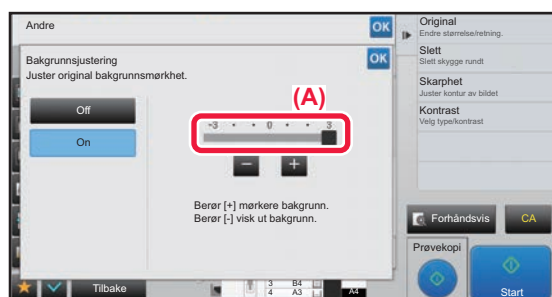 Andre
OK
Bakgrunnsjustering
Juster original bakgrunnsmørkhet.
OK
Off
On
(A)
-3 • • 0 • • 3
− +
Berør [+] mørkere bakgrunn.
Berør [-] visk ut bakgrunn.
Original
Endre størrelse/retning.
Slett
Slett skygge rundt
Skarphet
Juster kontur av bildet
Kontrast
Velg type/kontrast
Forhåndsvis
CA
Prøvekopi
Start
Tilbake
3 B4
4 A3
A4